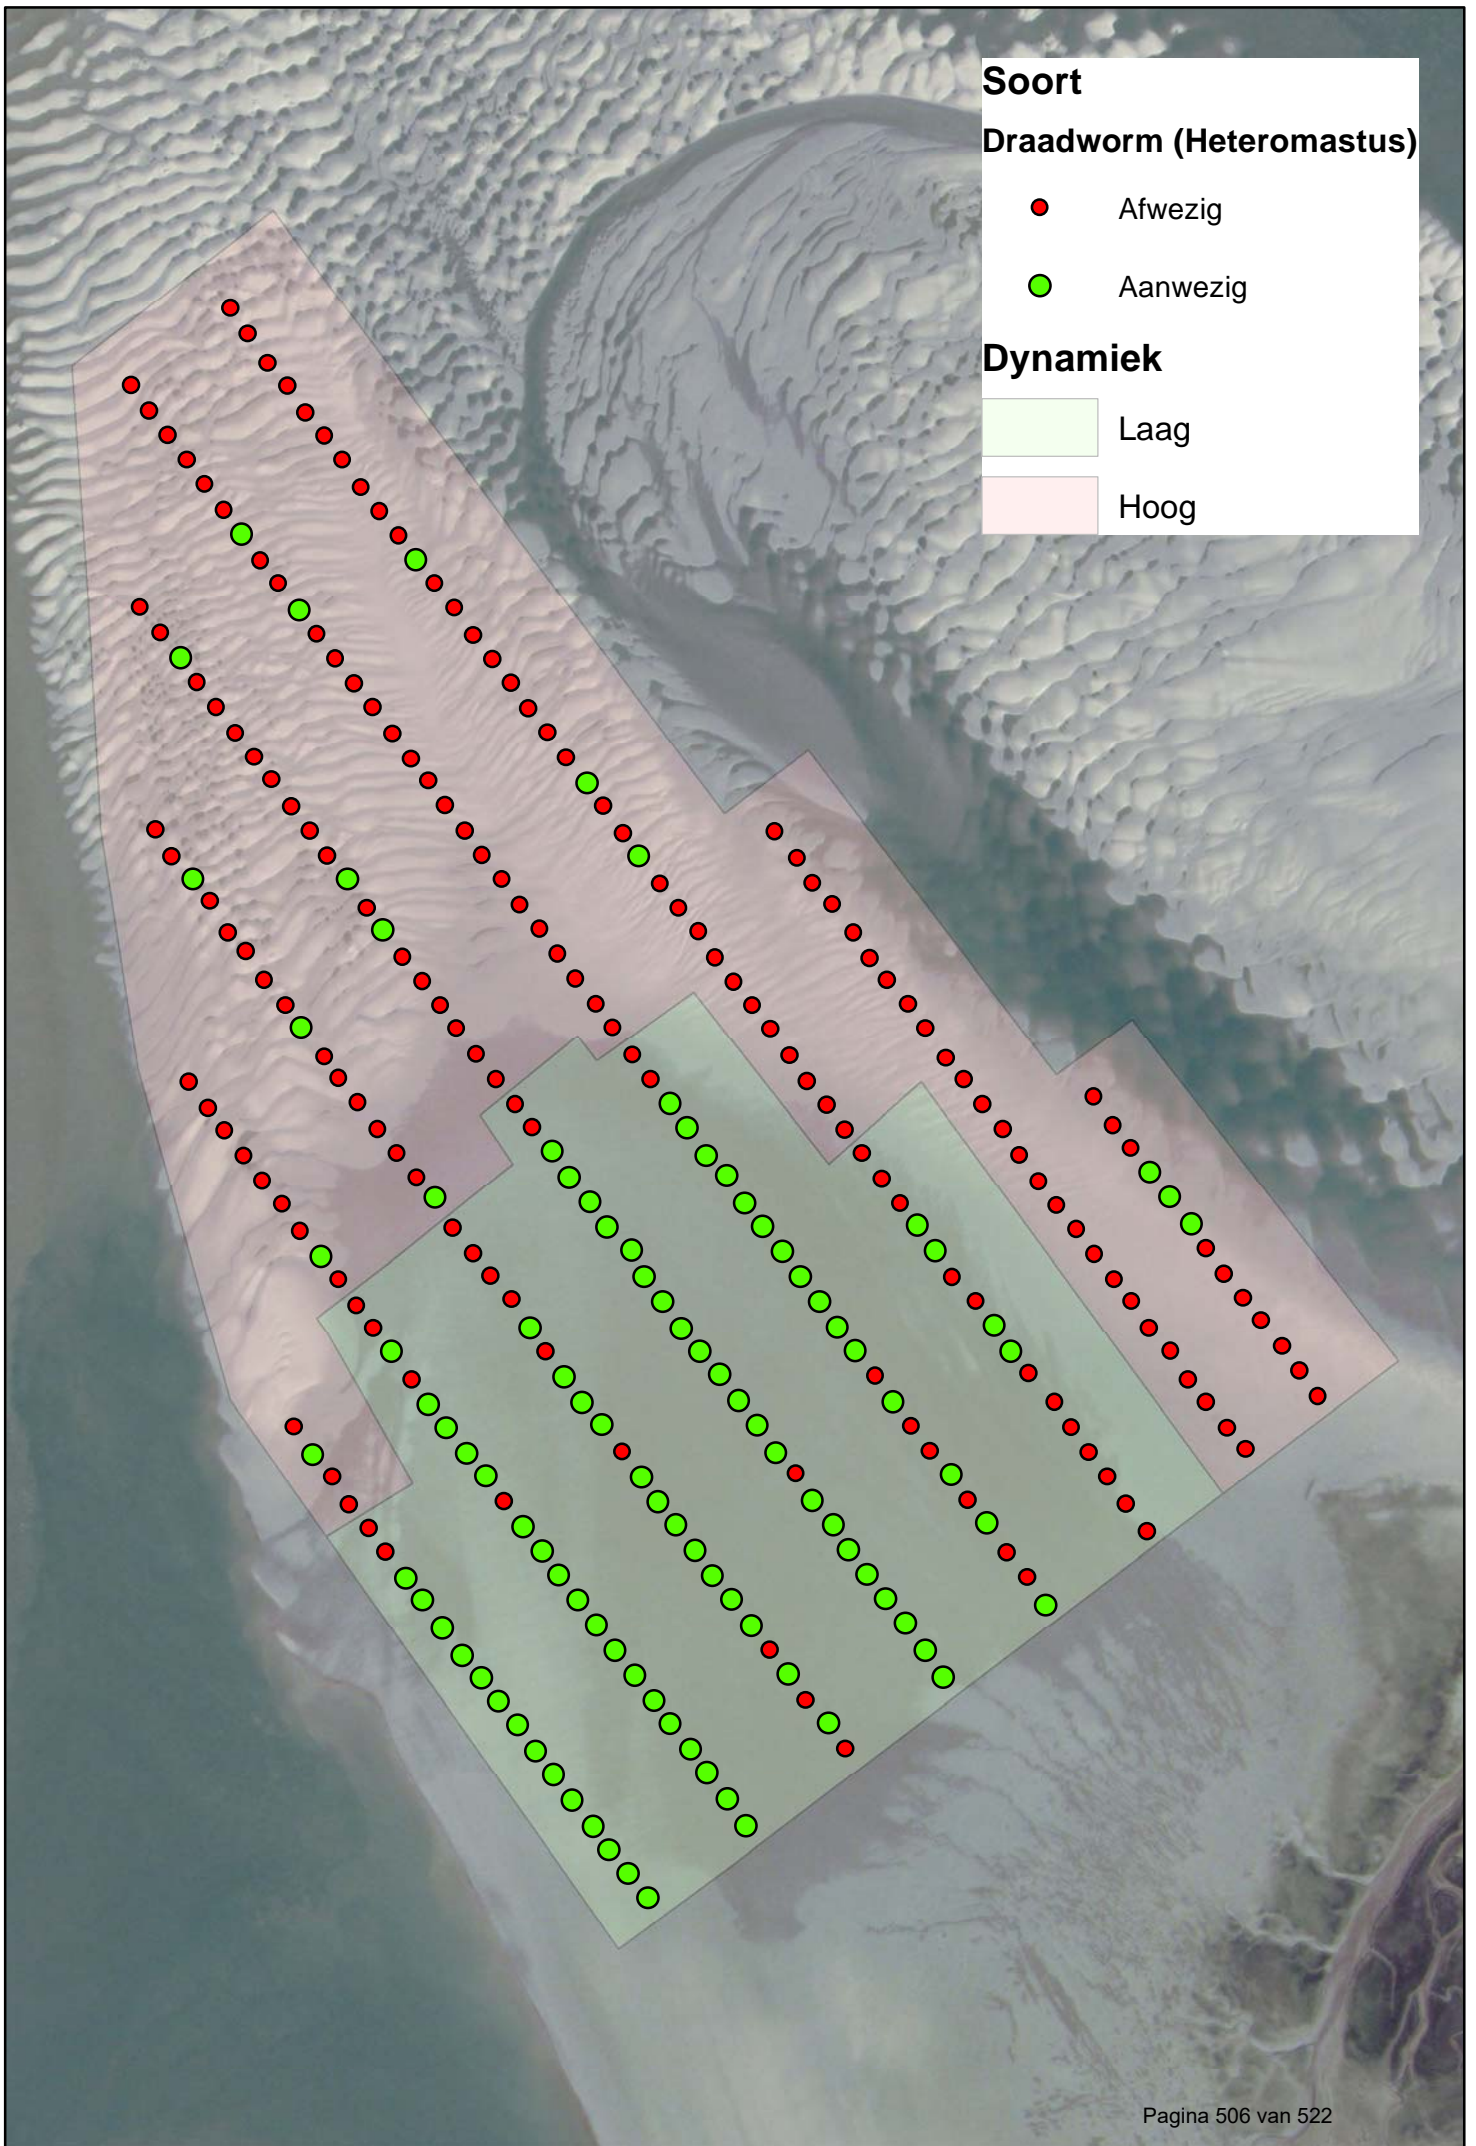 Soort
Draadworm (Heteromastus)
Afwezig
Aanwezig
Dynamiek
Laag
Hoog
Pagina 506 van 522